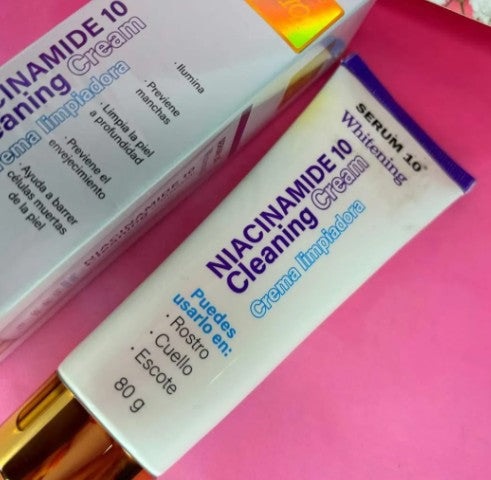 NIACINAMIDE 10
Cleaning Cream
Crema limpiadora
· Ilumina
· Previene
manchas
· Limpia la piel
a profundidad
· Previene el
envejecimiento
· Ayuda a barrer
células muertas
de la piel
NIACINAMIDE 10
SERUM 10
Whitening
NIACINAMIDE 10
Cleaning Cream
Crema limpiadora
Puedes
usarlo en:
· Rostro
· Cuello
· Escote
80 g